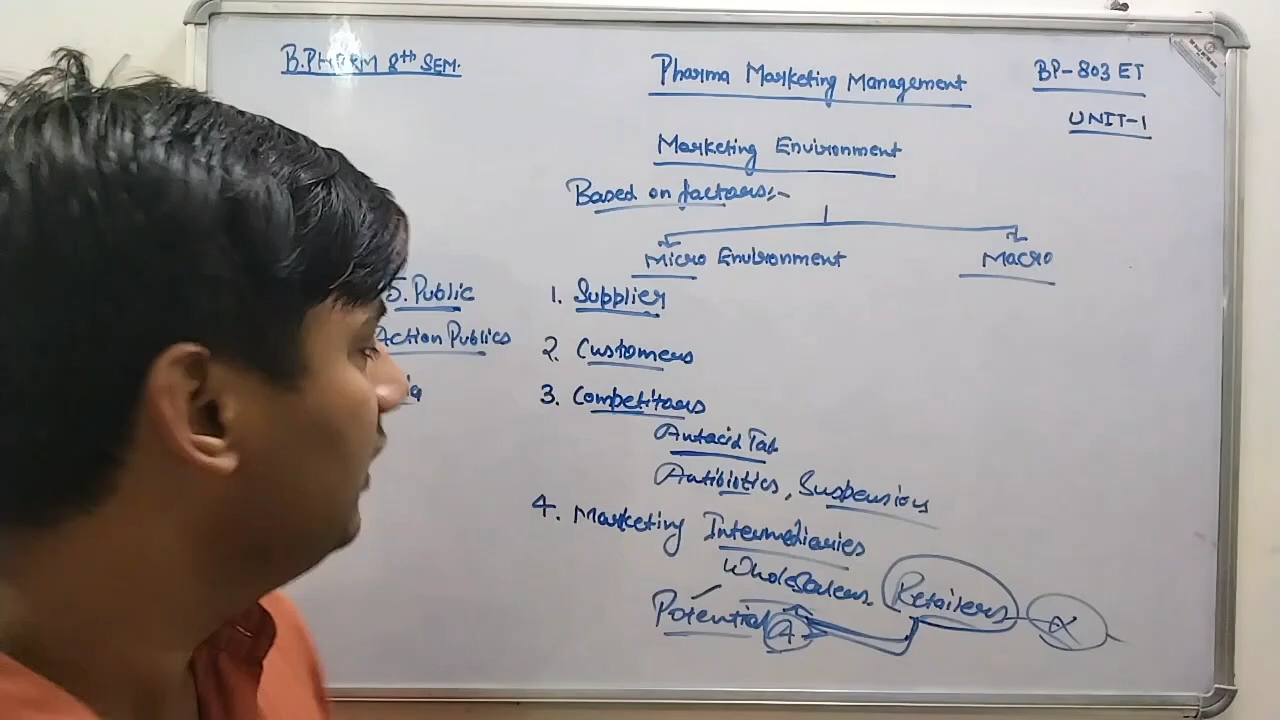 B.PHARM 8th SEM.
Pharma Marketing Management
BP-803 ET
UNIT-1
Marketing Environment
Based on factors:-
Micro Environment
Macro
1. Supplier
2. Customers
3. Competitors
Antacid Tab
Antibiotics, Suspensions
4. Marketing Intermediaries
Wholesalers. Retailers
Potential A
5. Public
Action Publics